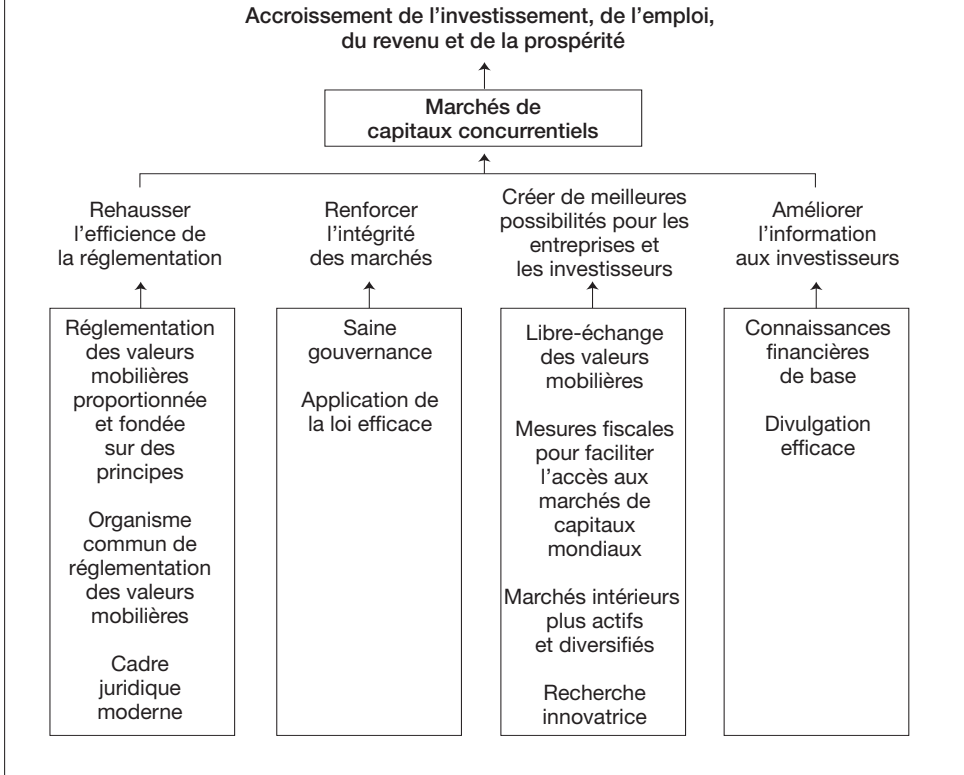 Accroissement de l’investissement, de l’emploi,
du revenu et de la prospérité
Marchés de
capitaux concurrentiels
Rehausser
l’efficience de
la réglementation
Renforcer
l’intégrité
des marchés
Créer de meilleures
possibilités pour les
entreprises et
les investisseurs
Améliorer
l’information
aux investisseurs
Réglementation
des valeurs
mobilières
proportionnée
et fondée
sur des
principes
Organisme
commun de
réglementation
des valeurs
mobilières
Cadre
juridique
moderne
Saine
gouvernance
Application de
la loi efficace
Libre-échange
des valeurs
mobilières
Mesures fiscales
pour faciliter
l’accès aux
marchés de
capitaux
mondiaux
Marchés intérieurs
plus actifs
et diversifiés
Recherche
innovatrice
Connaissances
financières
de base
Divulgation
efficace